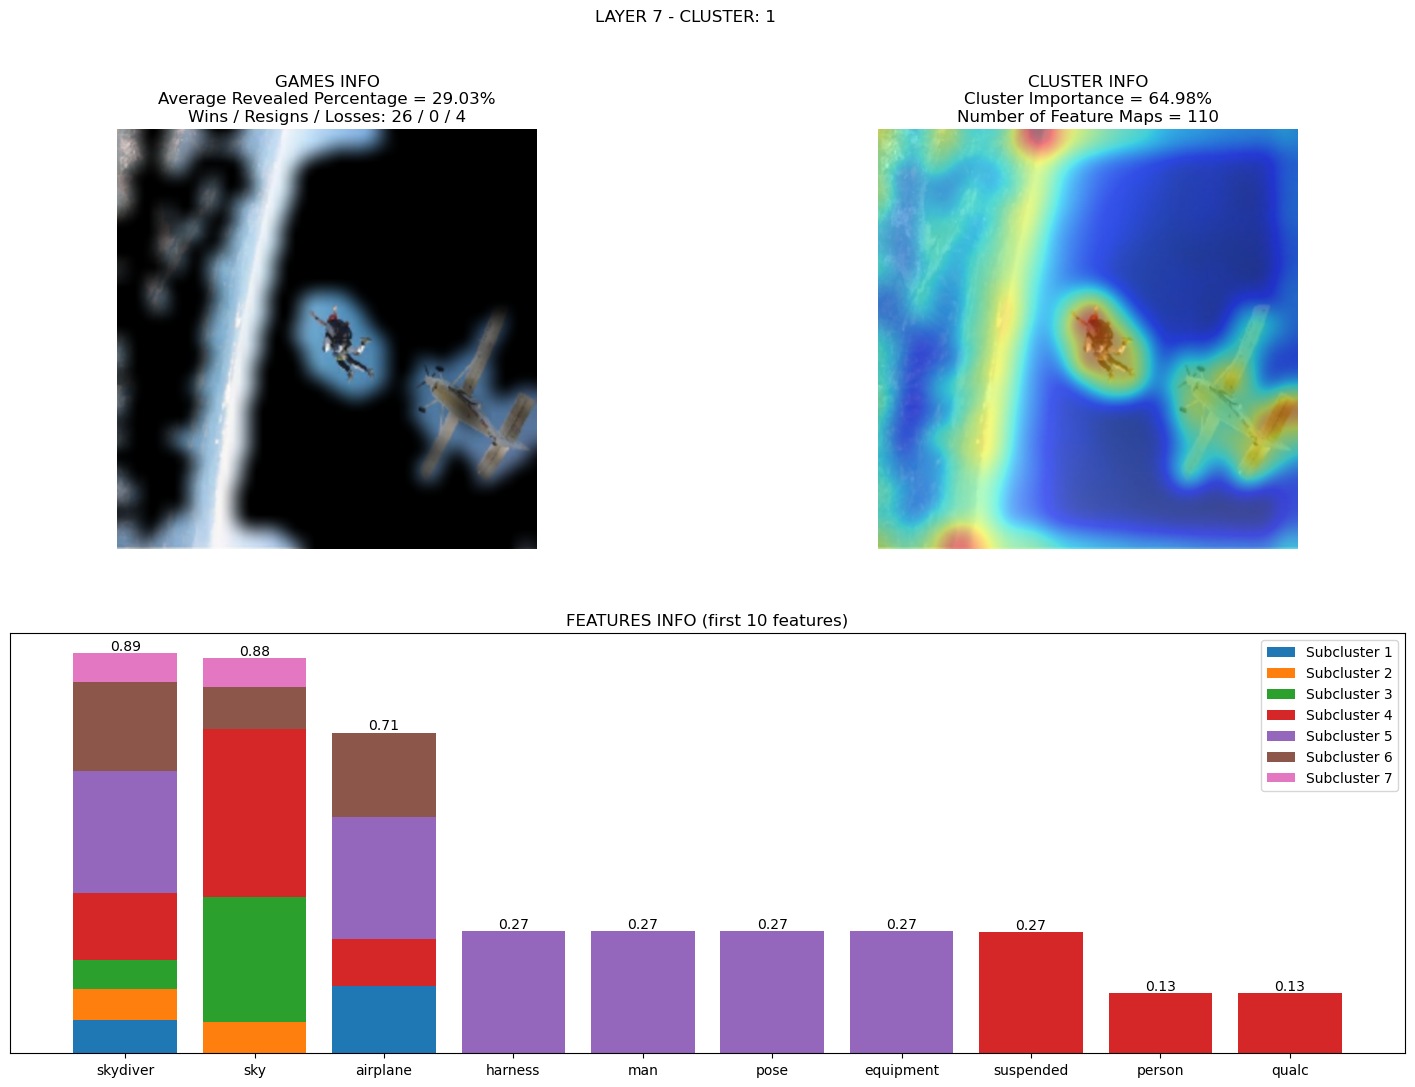 LAYER 7 - CLUSTER: 1
GAMES INFO
Average Revealed Percentage = 29.03%
Wins / Resigns / Losses: 26 / 0 / 4
CLUSTER INFO
Cluster Importance = 64.98%
Number of Feature Maps = 110
FEATURES INFO (first 10 features)
0.89
0.88
0.71
0.27
0.27
0.27
0.27
0.27
0.13
0.13
Subcluster 1
Subcluster 2
Subcluster 3
Subcluster 4
Subcluster 5
Subcluster 6
Subcluster 7
skydiver
sky
airplane
harness
man
pose
equipment
suspended
person
qualc